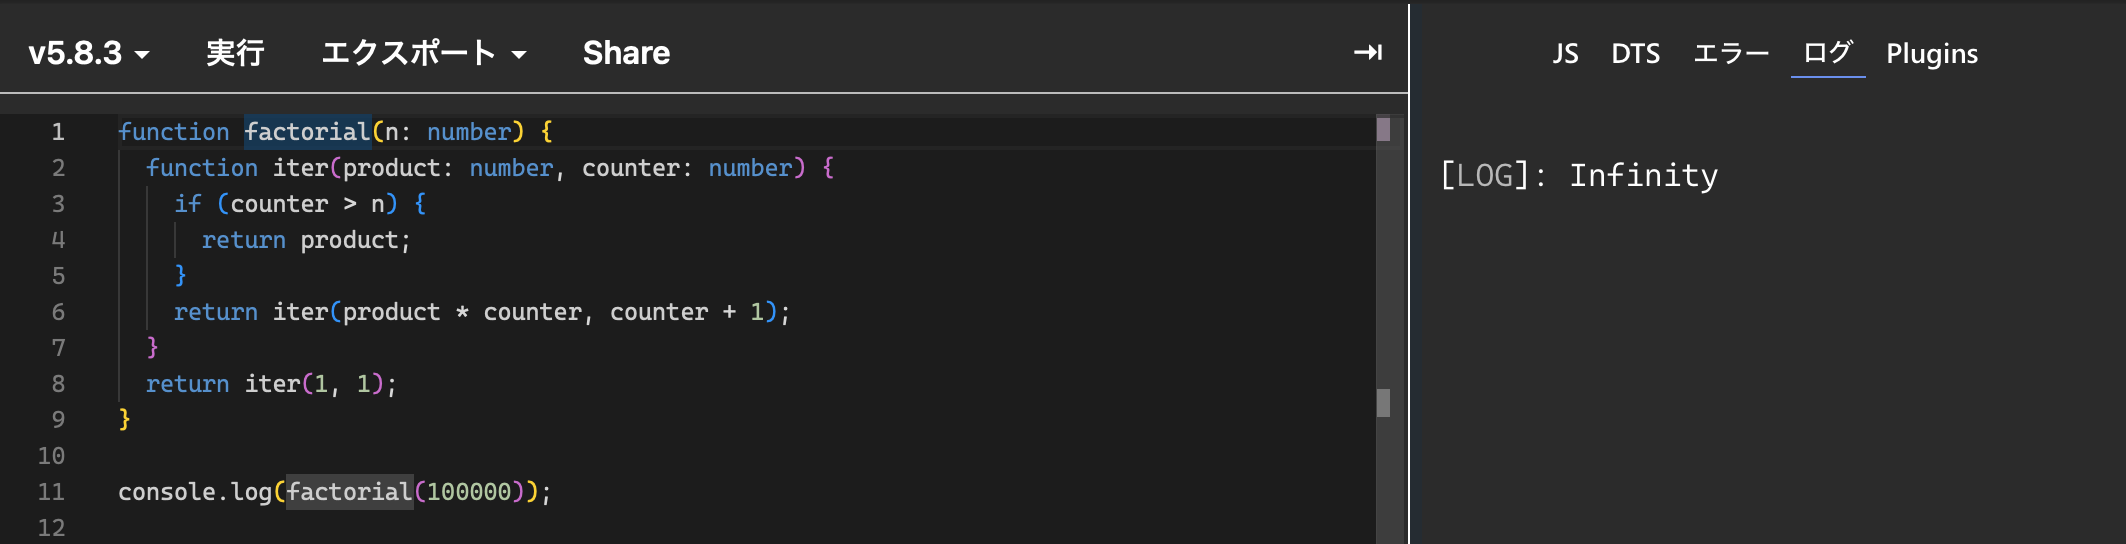 v5.8.3 実行 エクスポート Share
JS DTS エラー ログ Plugins
1 function factorial(n: number) {
2   function iter(product: number, counter: number) {
3     if (counter > n) {
4       return product;
5     }
6     return iter(product * counter, counter + 1);
7   }
8   return iter(1, 1);
9 }
10
11 console.log(factorial(100000));
12
[LOG]: Infinity